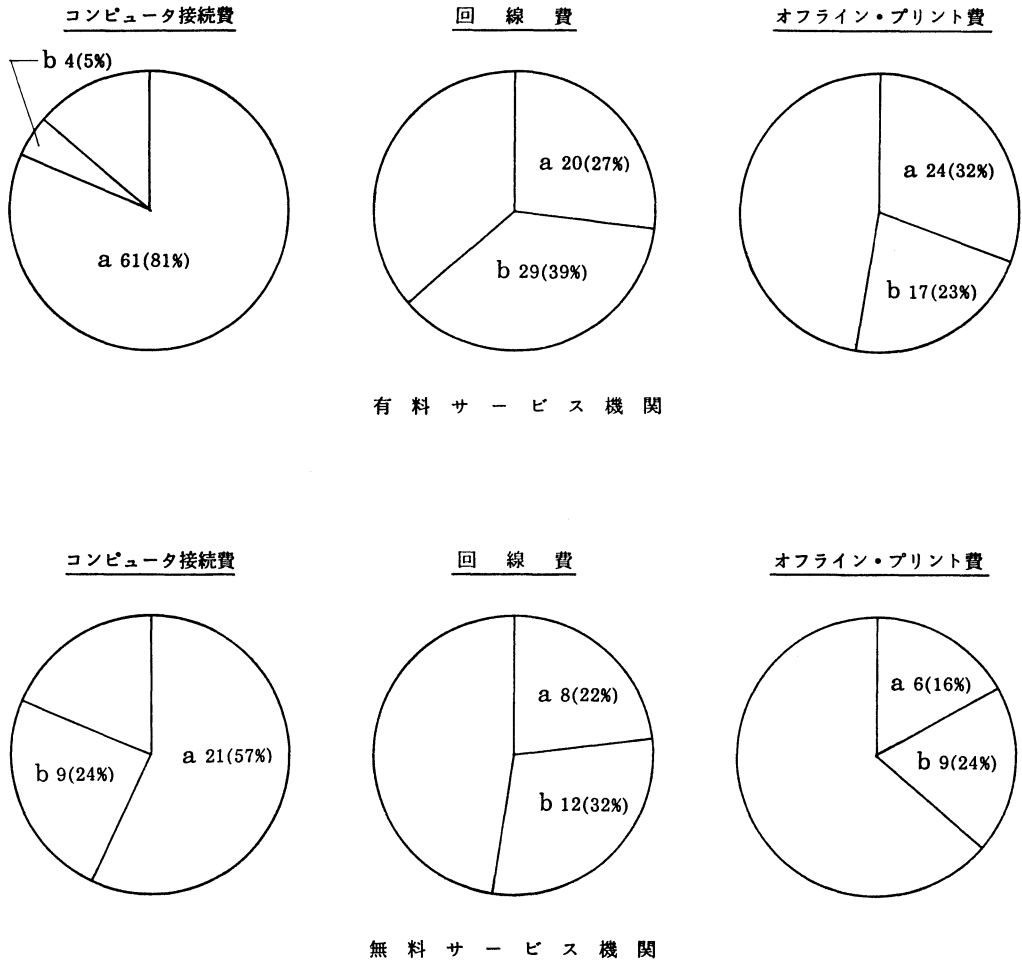 コンピュータ接続費
回線費
オフライン・プリント費
b 4(5%)
a 61(81%)
a 20(27%)
b 29(39%)
a 24(32%)
b 17(23%)
有料サービス機関
コンピュータ接続費
回線費
オフライン・プリント費
a 21(57%)
b 9(24%)
a 8(22%)
b 12(32%)
a 6(16%)
b 9(24%)
無料サービス機関